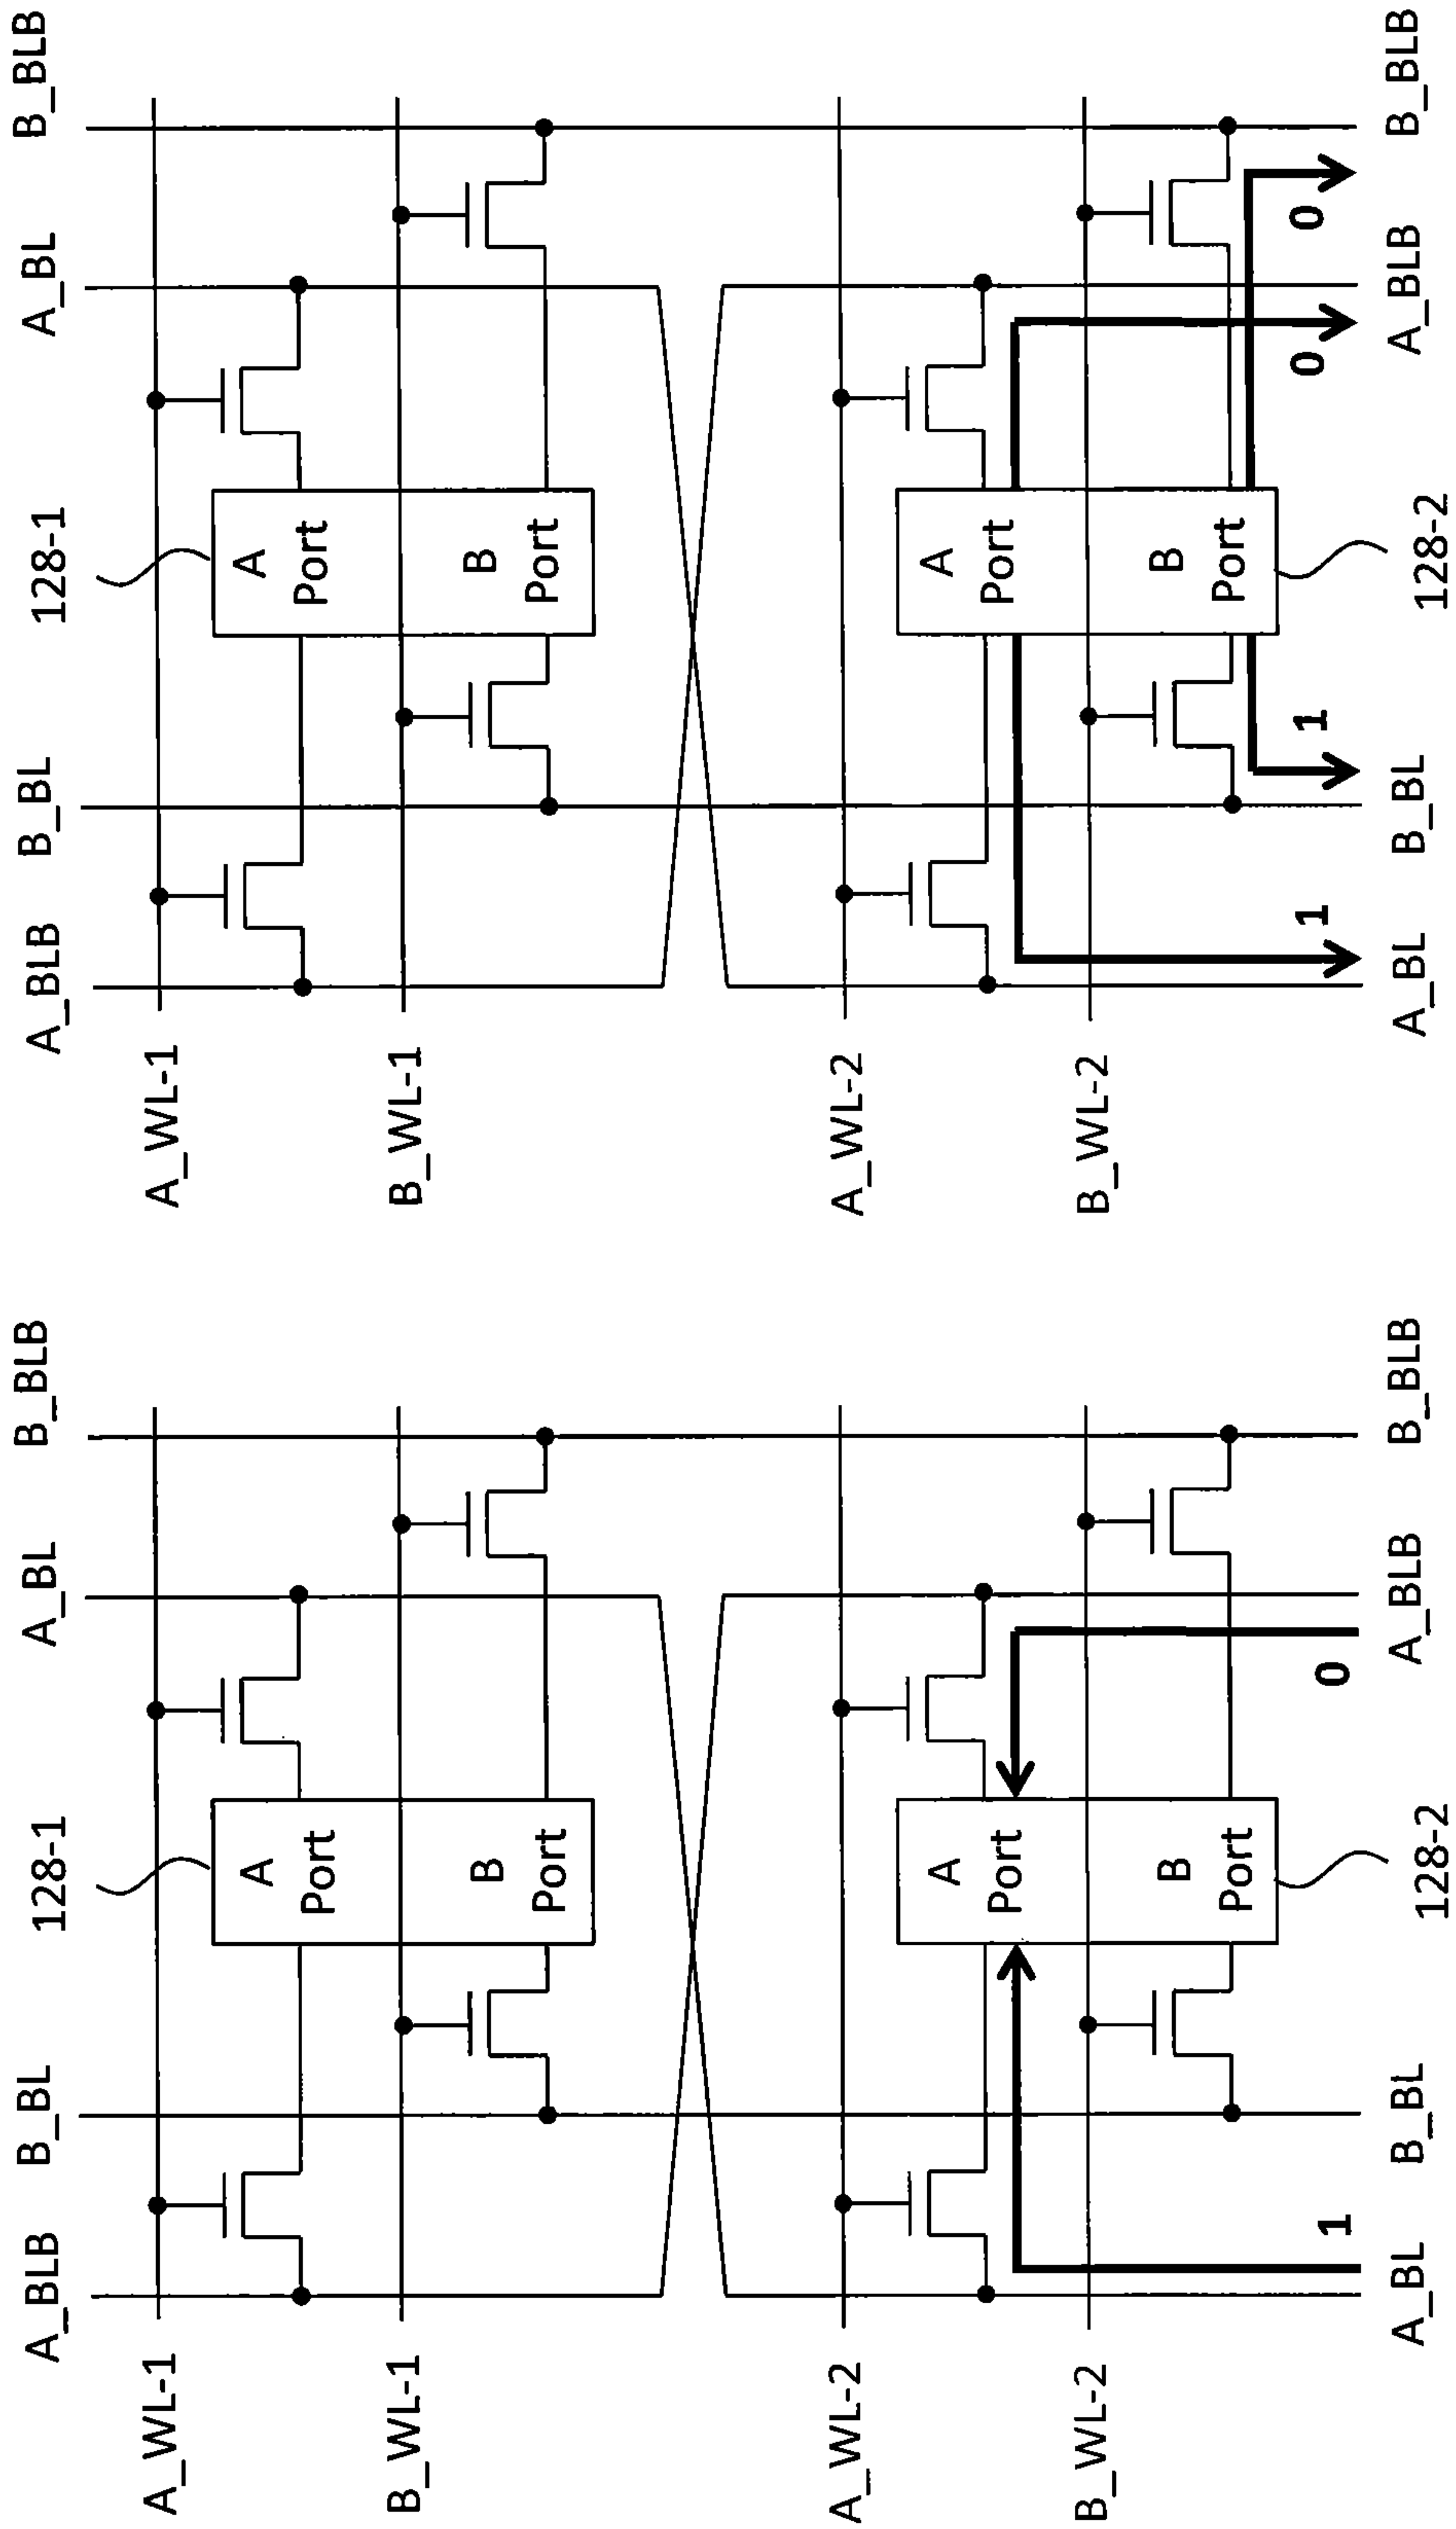 A_BLB
B_BL
A_BL
B_BLB
128-1
A_WL-1
A
Port
B_WL-1
B
Port
A_WL-2
A
Port
B_WL-2
B
Port
1
0
A_BL
B_BL
128-2
A_BLB
B_BLB
A_BLB
B_BL
A_BL
B_BLB
128-1
A_WL-1
A
Port
B_WL-1
B
Port
A_WL-2
A
Port
B_WL-2
B
Port
1
1
0
0
A_BL
B_BL
128-2
A_BLB
B_BLB